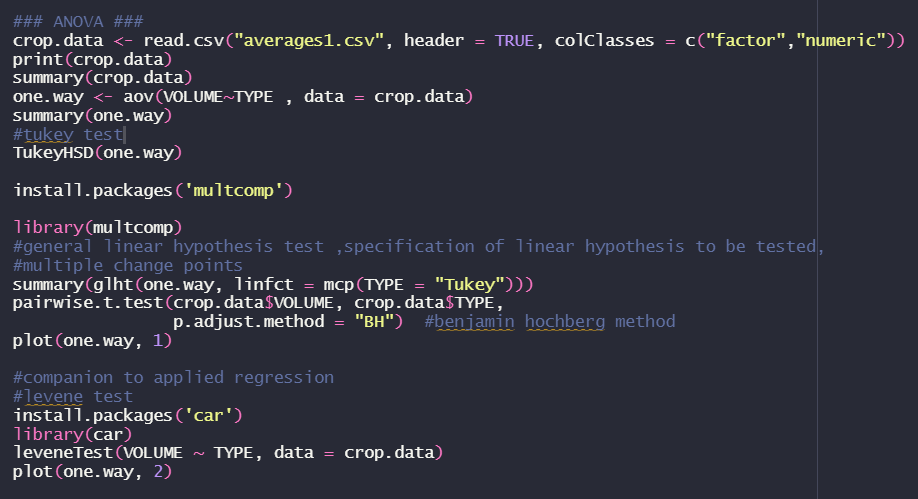 ### ANOVA ###
crop.data <- read.csv("averages1.csv", header = TRUE, colClasses = c("factor","numeric"))
print(crop.data)
summary(crop.data)
one.way <- aov(VOLUME~TYPE , data = crop.data)
summary(one.way)
#tukey test
TukeyHSD(one.way)
install.packages('multcomp')
library(multcomp)
#general linear hypothesis test ,specification of linear hypothesis to be tested,
#multiple change points
summary(glht(one.way, linfct = mcp(TYPE = "Tukey")))
pairwise.t.test(crop.data$VOLUME, crop.data$TYPE,
p.adjust.method = "BH")  #benjamin hochberg method
plot(one.way, 1)
#companion to applied regression
#levene test
install.packages('car')
library(car)
leveneTest(VOLUME ~ TYPE, data = crop.data)
plot(one.way, 2)